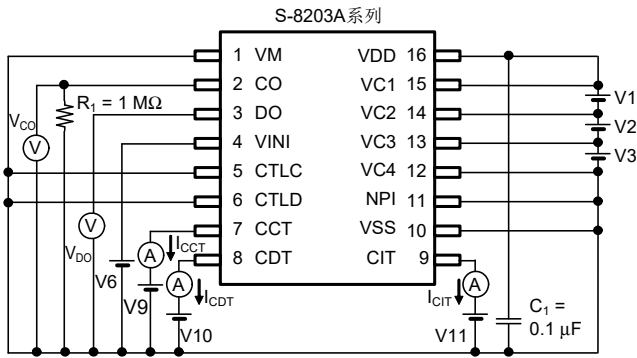 S-8203A系列
1 VM
2 CO
3 DO
4 VINI
5 CTLC
6 CTLD
7 CCT
8 CDT
VDD 16
VC1 15
VC2 14
VC3 13
VC4 12
NPI 11
VSS 10
CIT 9
R1 = 1 MΩ
VCO
V
V
VDO
V6
A
ICCT
V9
A
ICDT
V10
ICIT
A
V11
C1 =
0.1 μF
V1
V2
V3